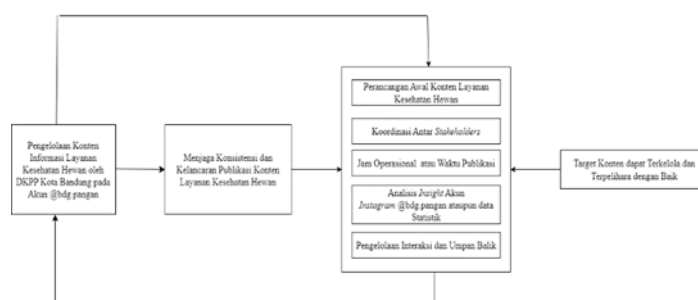 Pengelolaan Konten
Informasi Layanan
Kesehatan Hewan oleh
DKPP Kota Bandung pada
Akun @bdg.pangan
Menjaga Konsistensi dan
Kelancaran Publikasi Konten
Layanan Kesehatan Hewan
Perancangan Awal Konten Layanan
Kesehatan Hewan
Koordinasi Antar Stakeholders
Jam Operasional atau Waktu Publikasi
Analisis Insight Akun
Instagram @bdg.pangan ataupun data
Statistik
Pengelolaan Interaksi dan Umpan Balik
Target Konten dapat Terkelola dan
Terpelihara dengan Baik